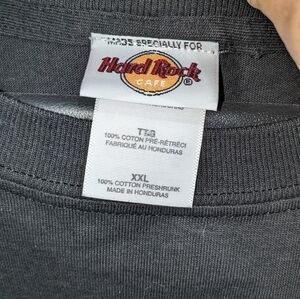 MADE SPECIALLY FOR
Hard Rock
CAFE
®
TTG
100% COTON PRÉ-RÉTRÉCI
FABRIQUÉ AU HONDURAS
XXL
100% COTTON PRESHRUNK
MADE IN HONDURAS